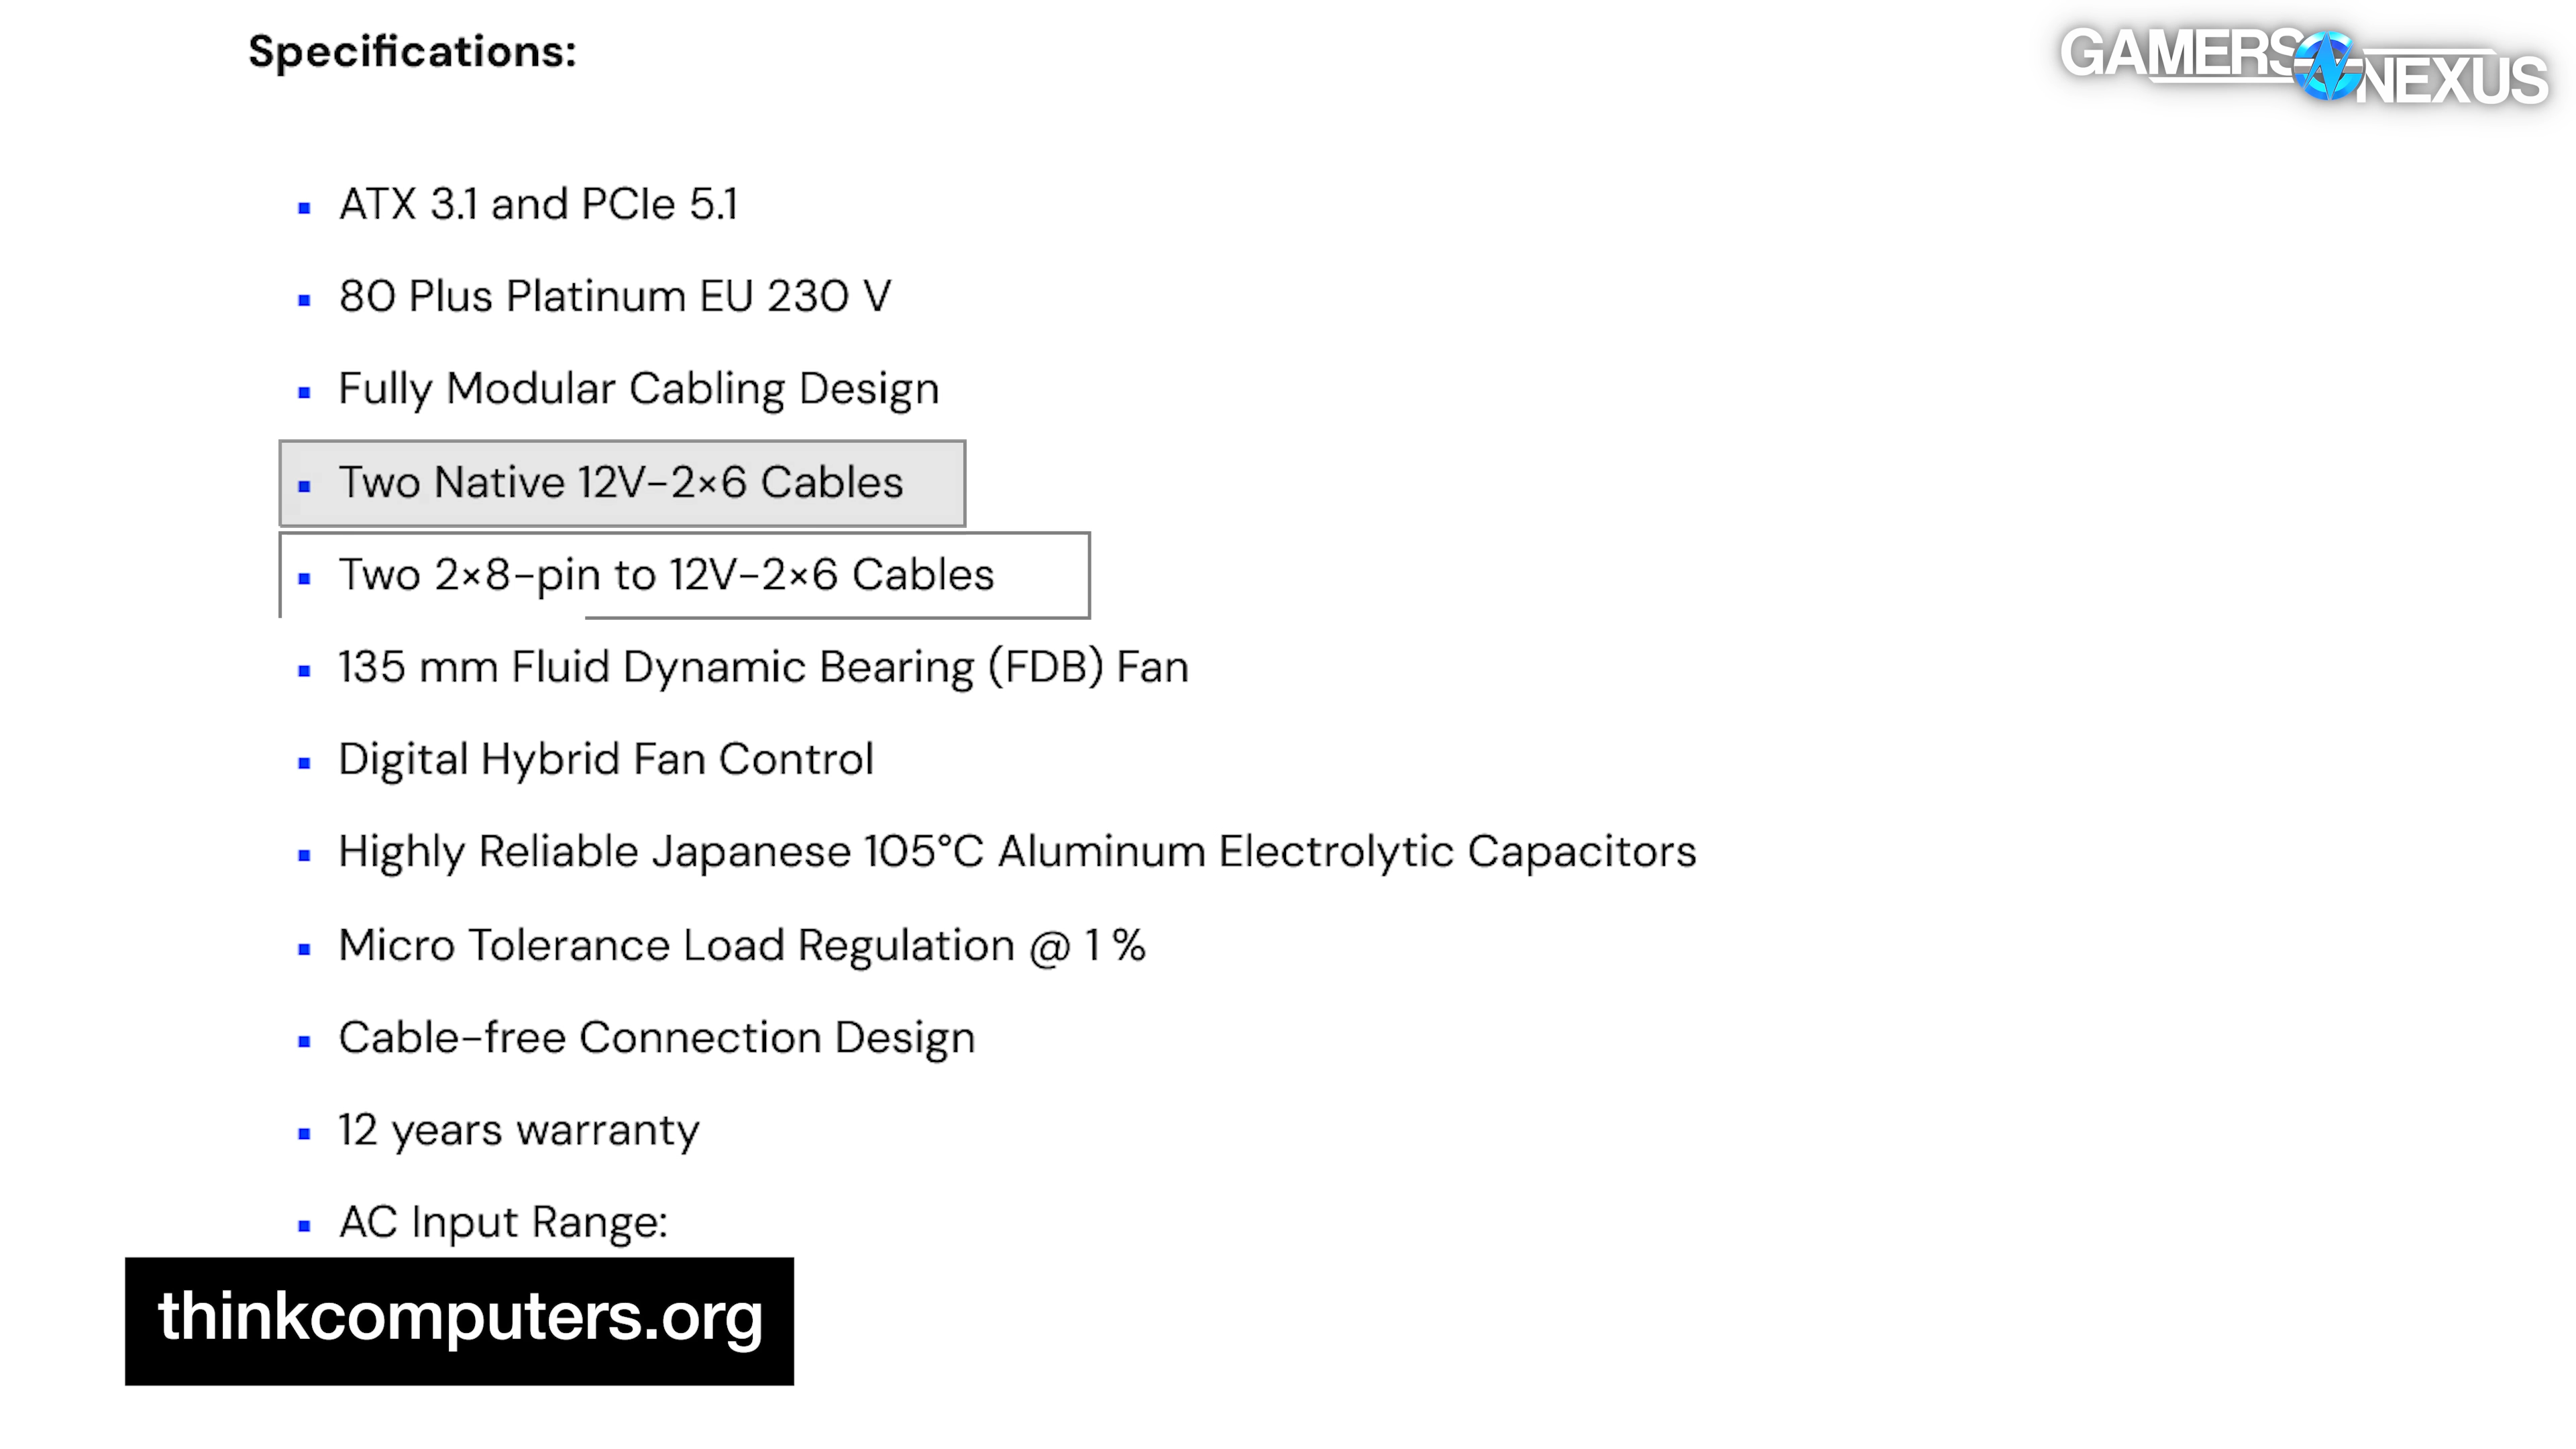 Specifications:
GAMERS NEXUS
ATX 3.1 and PCIe 5.1
80 Plus Platinum EU 230 V
Fully Modular Cabling Design
Two Native 12V-2×6 Cables
Two 2×8-pin to 12V-2×6 Cables
135 mm Fluid Dynamic Bearing (FDB) Fan
Digital Hybrid Fan Control
Highly Reliable Japanese 105°C Aluminum Electrolytic Capacitors
Micro Tolerance Load Regulation @ 1 %
Cable-free Connection Design
12 years warranty
AC Input Range:
thinkcomputers.org